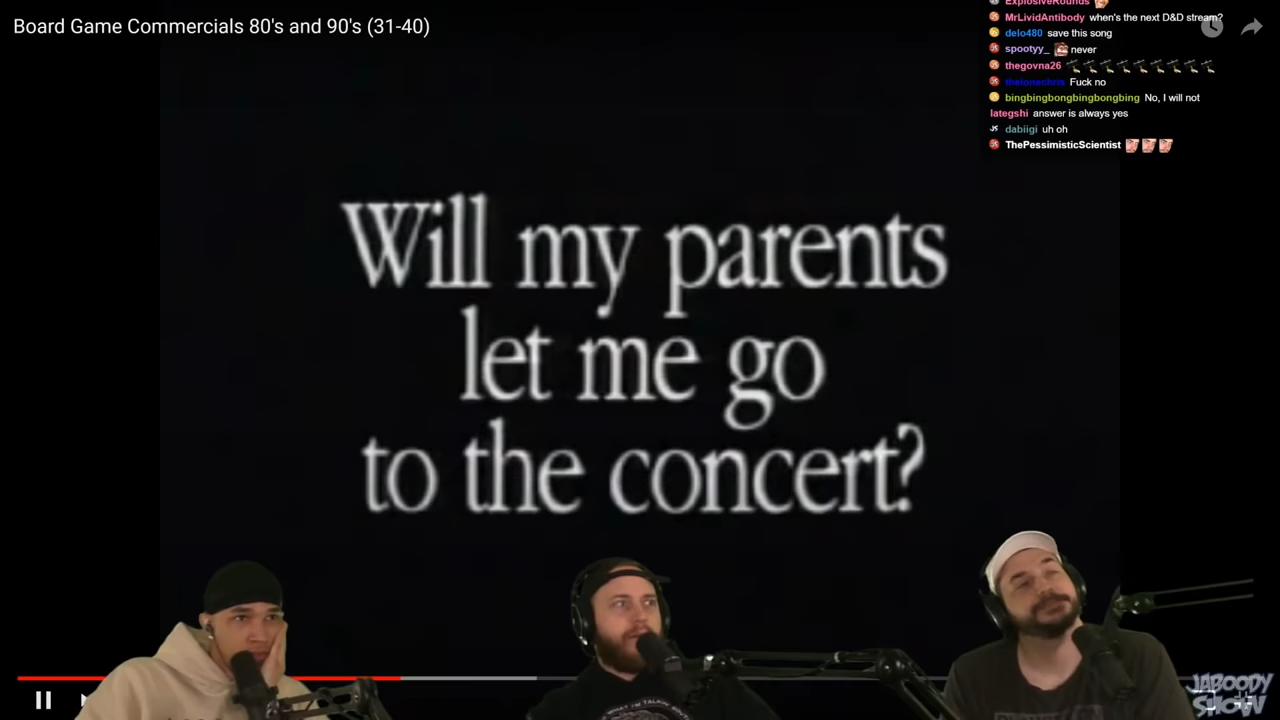 Board Game Commercials 80's and 90's (31-40)
ExplosiveRounds
MrLividAntibody when's the next D&D stream?
delo480 save this song
spootyy_ never
thegovna26
theionechris Fuck no
bingbingbongbingbongbing No, I will not
lategshi answer is always yes
dabiigi uh oh
ThePessimisticScientist
Will my parents
let me go
to the concert?
JABOODY
SHOW